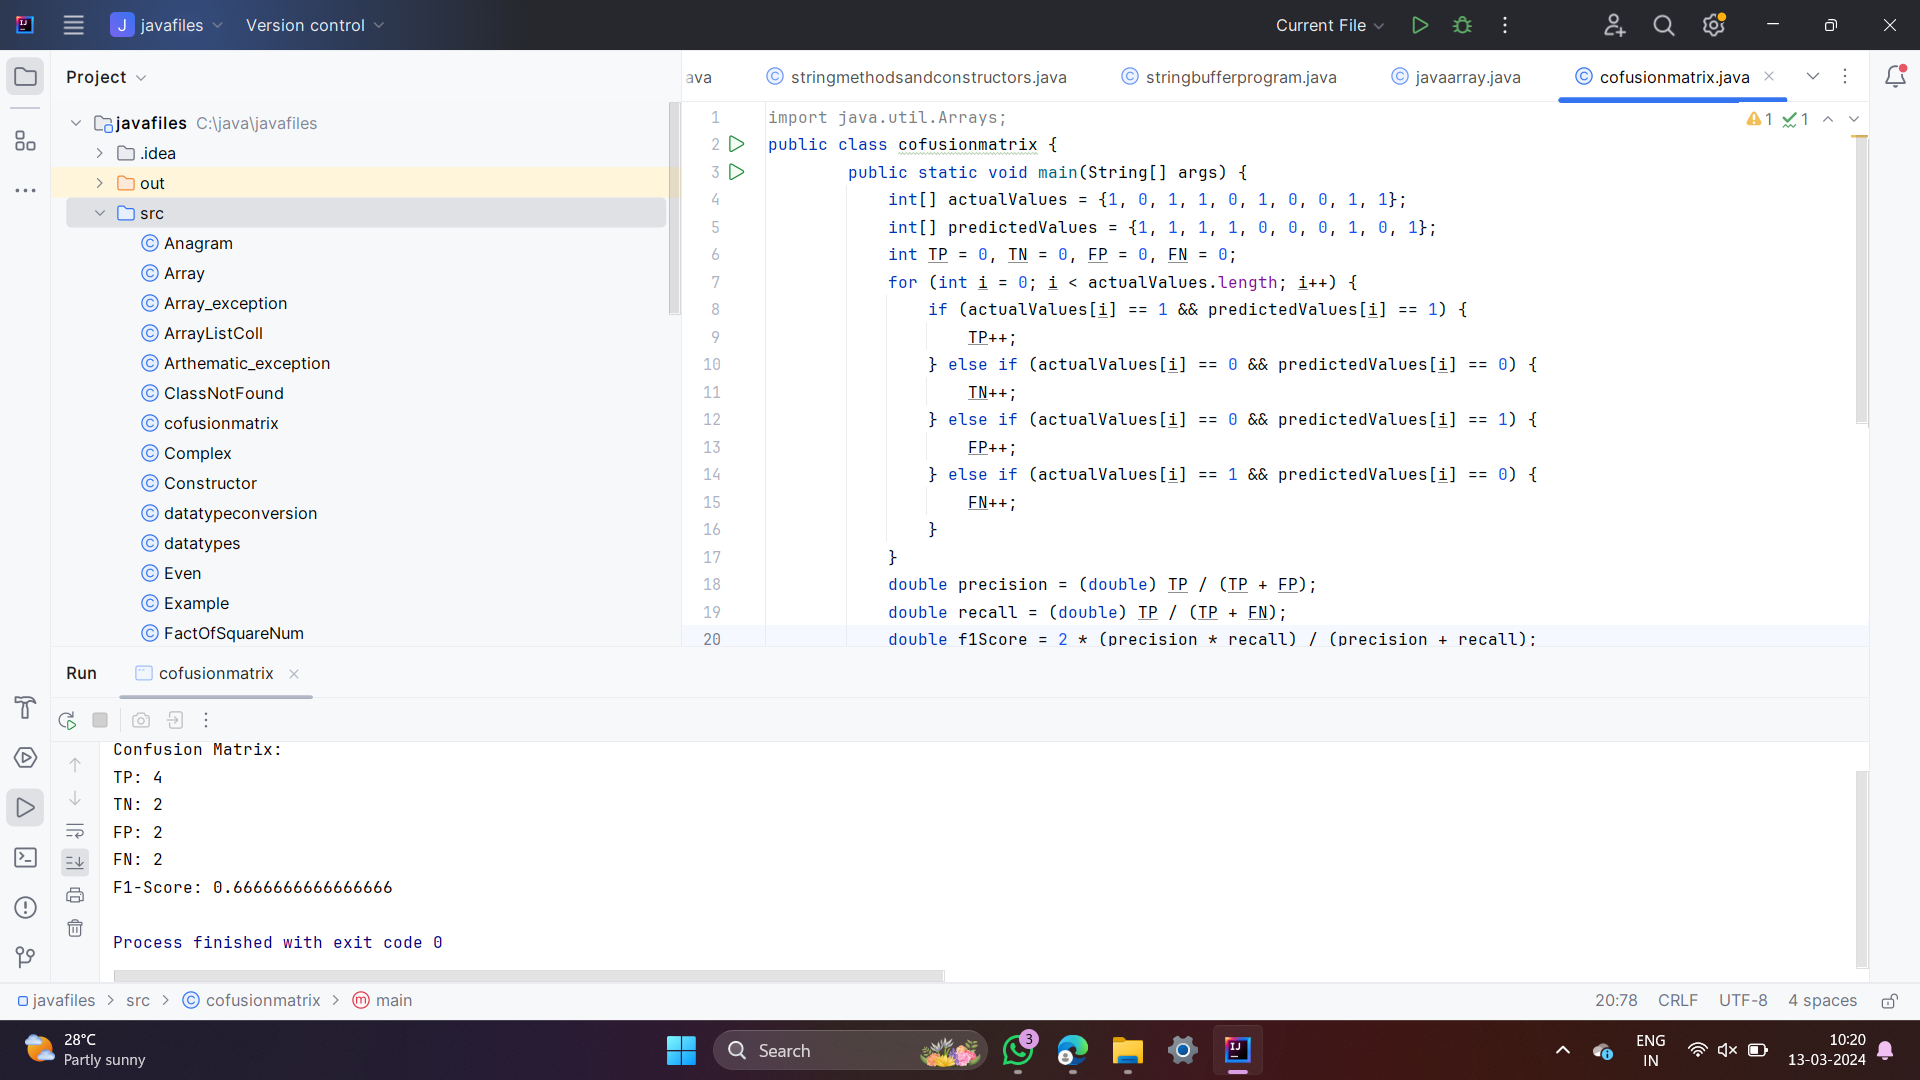 J javafiles Version control Current File
Project
ava stringmethodsandconstructors.java stringbufferprogram.java javaarray.java cofusionmatrix.java
javafiles C:\java\javafiles
.idea
out
src
Anagram
Array
Array_exception
ArrayListColl
Arthematic_exception
ClassNotFound
cofusionmatrix
Complex
Constructor
datatypeconversion
datatypes
Even
Example
FactOfSquareNum
1 import java.util.Arrays;
1 1
2 public class cofusionmatrix {
3 public static void main(String[] args) {
4 int[] actualValues = {1, 0, 1, 1, 0, 1, 0, 0, 1, 1};
5 int[] predictedValues = {1, 1, 1, 1, 0, 0, 0, 1, 0, 1};
6 int TP = 0, TN = 0, FP = 0, FN = 0;
7 for (int i = 0; i < actualValues.length; i++) {
8 if (actualValues[i] == 1 && predictedValues[i] == 1) {
9 TP++;
10 } else if (actualValues[i] == 0 && predictedValues[i] == 0) {
11 TN++;
12 } else if (actualValues[i] == 0 && predictedValues[i] == 1) {
13 FP++;
14 } else if (actualValues[i] == 1 && predictedValues[i] == 0) {
15 FN++;
16 }
17 }
18 double precision = (double) TP / (TP + FP);
19 double recall = (double) TP / (TP + FN);
20 double f1Score = 2 * (precision * recall) / (precision + recall);
Run cofusionmatrix
Confusion Matrix:
TP: 4
TN: 2
FP: 2
FN: 2
F1-Score: 0.6666666666666666
Process finished with exit code 0
javafiles > src > cofusionmatrix > main 20:78 CRLF UTF-8 4 spaces
28°C
Partly sunny
Search
3
ENG
IN
10:20
13-03-2024